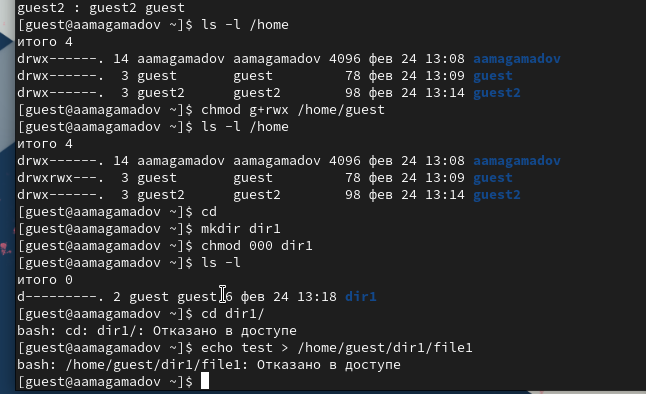 guest2 : guest2 guest
[guest@aamagamadov ~]$ ls -l /home
итого 4
drwx------. 14 aamagamadov aamagamadov 4096 фев 24 13:08 aamagamadov
drwx------. 3 guest guest 78 фев 24 13:09 guest
drwx------. 3 guest2 guest2 98 фев 24 13:14 guest2
[guest@aamagamadov ~]$ chmod g+rwx /home/guest
[guest@aamagamadov ~]$ ls -l /home
итого 4
drwx------. 14 aamagamadov aamagamadov 4096 фев 24 13:08 aamagamadov
drwxrwx---. 3 guest guest 78 фев 24 13:09 guest
drwx------. 3 guest2 guest2 98 фев 24 13:14 guest2
[guest@aamagamadov ~]$ cd
[guest@aamagamadov ~]$ mkdir dir1
[guest@aamagamadov ~]$ chmod 000 dir1
[guest@aamagamadov ~]$ ls -l
итого 0
d---------. 2 guest guest 6 фев 24 13:18 dir1
[guest@aamagamadov ~]$ cd dir1/
bash: cd: dir1/: Отказано в доступе
[guest@aamagamadov ~]$ echo test > /home/guest/dir1/file1
bash: /home/guest/dir1/file1: Отказано в доступе
[guest@aamagamadov ~]$